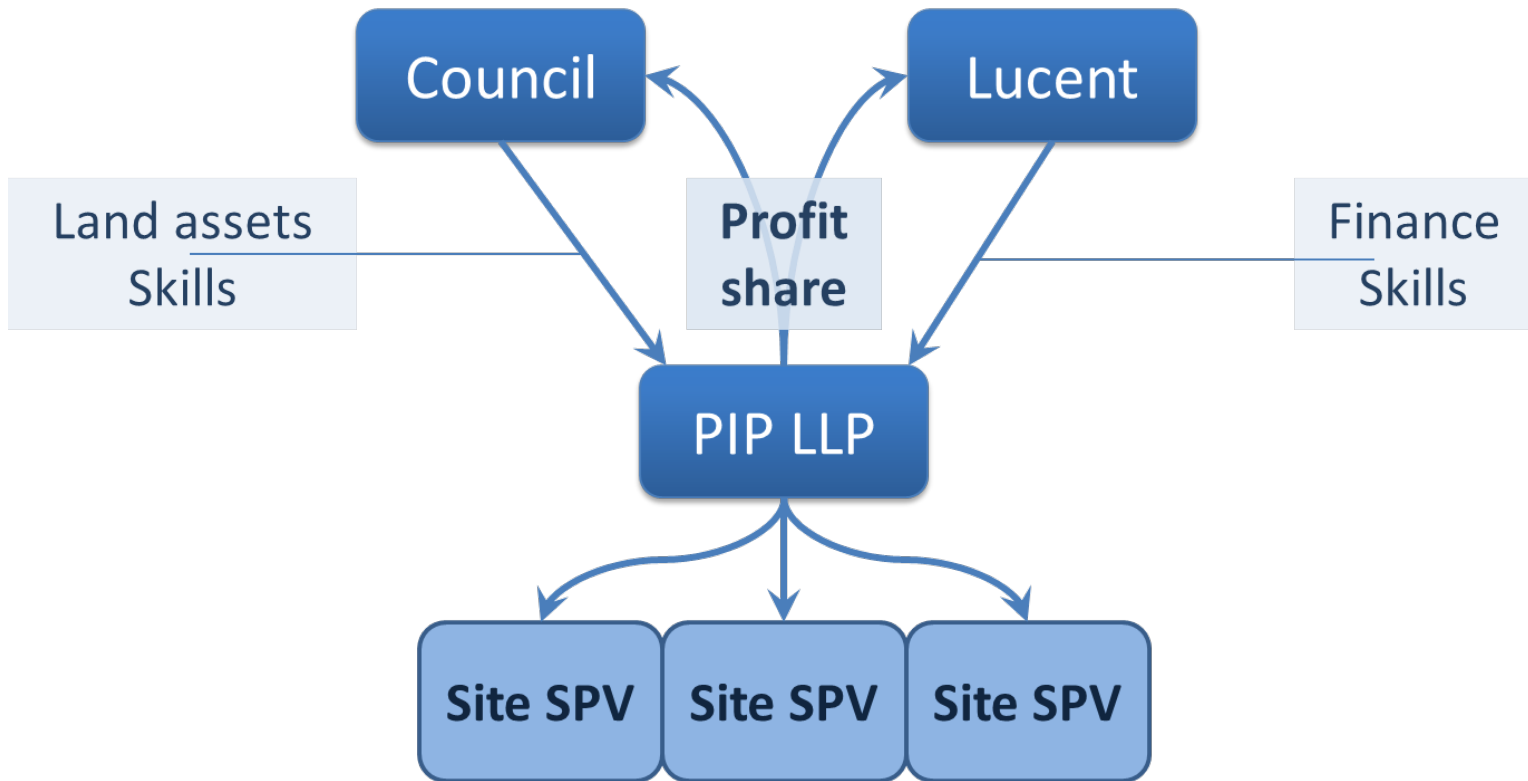 Council
Lucent
Land assets
Skills
Profit
share
Finance
Skills
PIP LLP
Site SPV
Site SPV
Site SPV